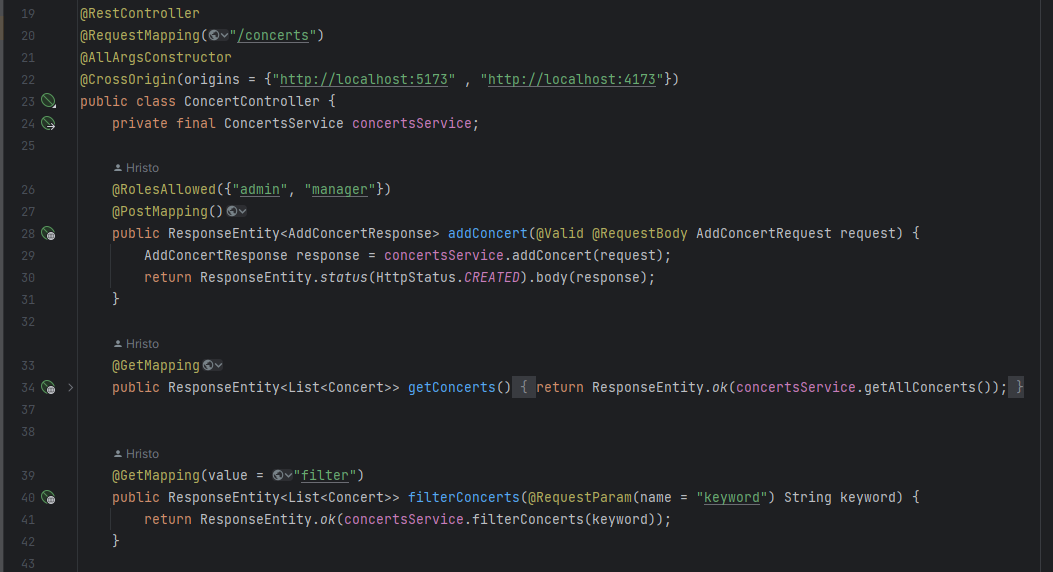 19 @RestController
20 @RequestMapping("/concerts")
21 @AllArgsConstructor
22 @CrossOrigin(origins = {"http://localhost:5173" , "http://localhost:4173"})
23 public class ConcertController {
24 private final ConcertsService concertsService;
25
Hristo
26 @RolesAllowed({"admin", "manager"})
27 @PostMapping()
28 public ResponseEntity<AddConcertResponse> addConcert(@Valid @RequestBody AddConcertRequest request) {
29 AddConcertResponse response = concertsService.addConcert(request);
30 return ResponseEntity.status(HttpStatus.CREATED).body(response);
31 }
32
Hristo
33 @GetMapping
34 public ResponseEntity<List<Concert>> getConcerts() { return ResponseEntity.ok(concertsService.getAllConcerts()); }
37
38
Hristo
39 @GetMapping(value = "filter")
40 public ResponseEntity<List<Concert>> filterConcerts(@RequestParam(name = "keyword") String keyword) {
41 return ResponseEntity.ok(concertsService.filterConcerts(keyword));
42 }
43